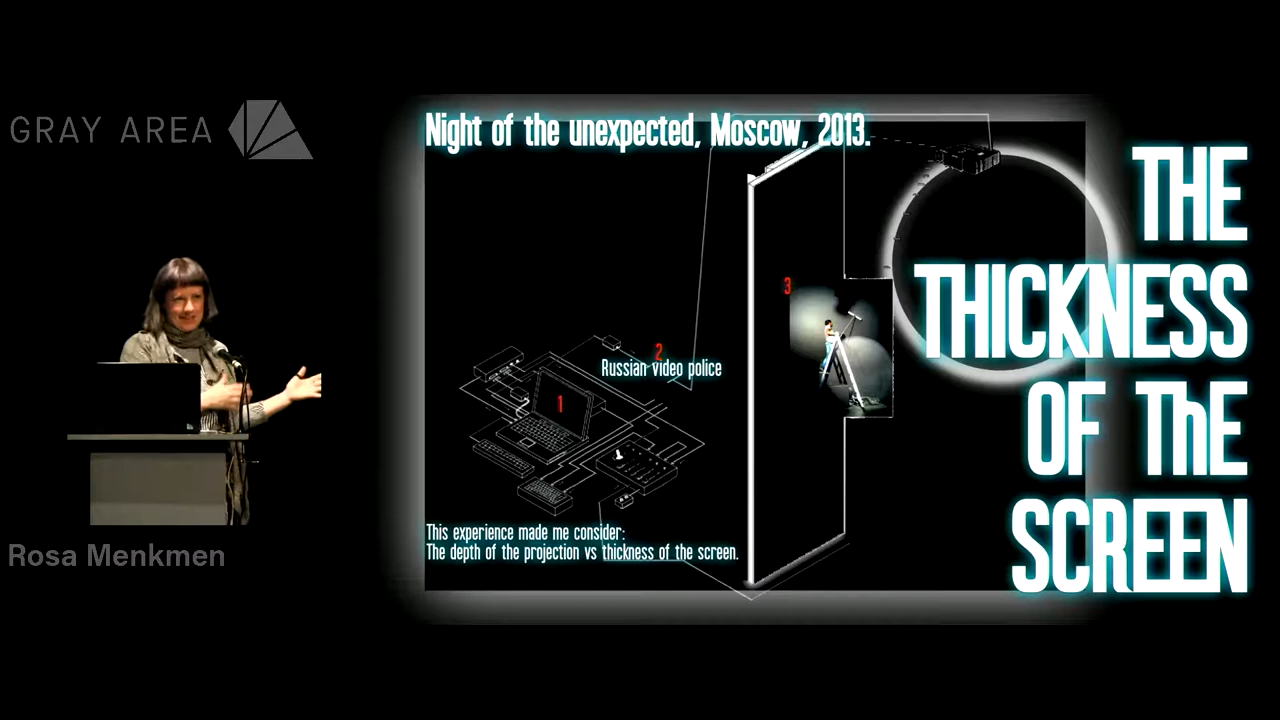 GRAY AREA
Rosa Menkmen
Night of the unexpected, Moscow, 2013.
3
2
Russian video police
1
This experience made me consider:
The depth of the projection vs thickness of the screen.
THE
THICKNESS
OF ThE
SCREEN